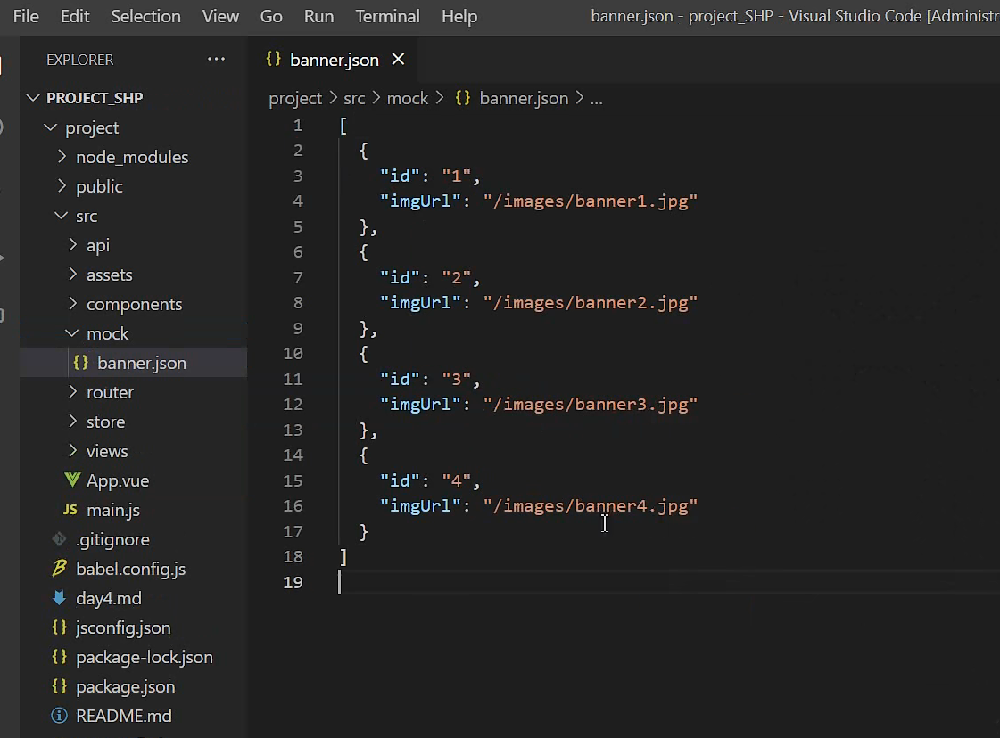 File Edit Selection View Go Run Terminal Help banner.json - project_SHP - Visual Studio Code [Administr
EXPLORER ...
PROJECT_SHP
project
node_modules
public
src
api
assets
components
mock
{} banner.json
router
store
views
App.vue
JS main.js
.gitignore
babel.config.js
day4.md
{} jsconfig.json
{} package-lock.json
{} package.json
README.md
{} banner.json
project > src > mock > {} banner.json > ...
1 [
2 {
3 "id": "1",
4 "imgUrl": "/images/banner1.jpg"
5 },
6 {
7 "id": "2",
8 "imgUrl": "/images/banner2.jpg"
9 },
10 {
11 "id": "3",
12 "imgUrl": "/images/banner3.jpg"
13 },
14 {
15 "id": "4",
16 "imgUrl": "/images/banner4.jpg"
17 }
18 ]
19